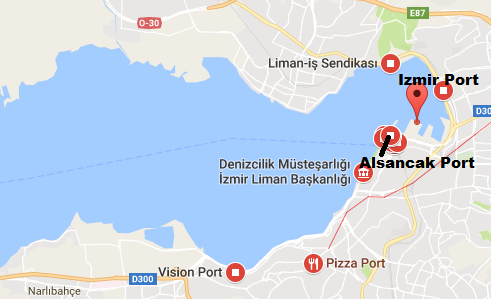 E87
O-30
Liman-iş Sendikası
Izmir Port
D30
Alsancak Port
Denizcilik Müsteşarlığı
İzmir Liman Başkanlığı
Pizza Port
Vision Port
D300
Narlıbahçe